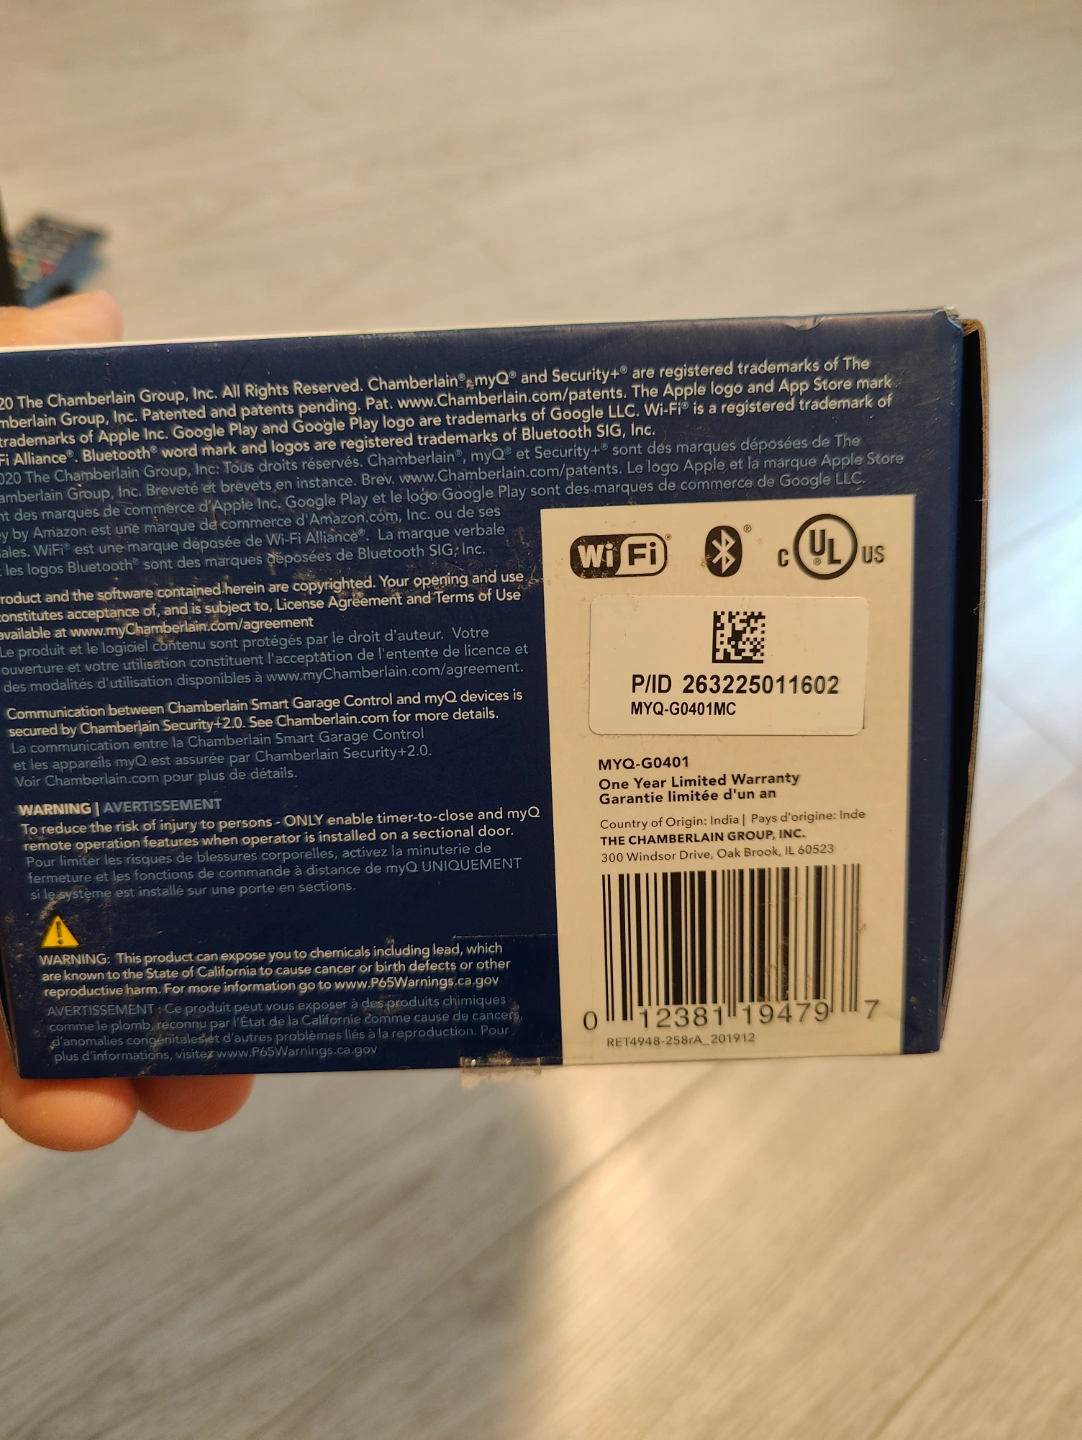 20 The Chamberlain Group, Inc. All Rights Reserved. Chamberlain®, myQ® and Security+® are registered trademarks of The
mberlain Group, Inc. Patented and patents pending. Pat. www.Chamberlain.com/patents. The Apple logo and App Store mark
trademarks of Apple Inc. Google Play and Google Play logo are trademarks of Google LLC. Wi-Fi® is a registered trademark of
Fi Alliance®. Bluetooth® word mark and logos are registered trademarks of Bluetooth SIG, Inc.
020 The Chamberlain Group, Inc. Tous droits réservés. Chamberlain®, myQ® et Security+® sont des marques déposées de The
amberlain Group, Inc. Breveté et brevets en instance. Brev. www.Chamberlain.com/patents. Le logo Apple et la marque Apple Store
nt des marques de commerce d'Apple Inc. Google Play et le logo Google Play sont des marques de commerce de Google LLC.
y by Amazon est une marque de commerce d'Amazon.com, Inc. ou de ses
ales. WiFi® est une marque déposée de Wi-Fi Alliance®. La marque verbale
t les logos Bluetooth® sont des marques déposées de Bluetooth SIG, Inc.
roduct and the software contained herein are copyrighted. Your opening and use
onstitutes acceptance of, and is subject to, License Agreement and Terms of Use
available at www.myChamberlain.com/agreement
Le produit et le logiciel contenu sont protégés par le droit d'auteur. Votre
ouverture et votre utilisation constituent l'acceptation de l'entente de licence et
des modalités d'utilisation disponibles à www.myChamberlain.com/agreement.
Communication between Chamberlain Smart Garage Control and myQ devices is
secured by Chamberlain Security+2.0. See Chamberlain.com for more details.
La communication entre la Chamberlain Smart Garage Control
et les appareils myQ est assurée par Chamberlain Security+2.0.
Voir Chamberlain.com pour plus de détails.
WARNING | AVERTISSEMENT
To reduce the risk of injury to persons - ONLY enable timer-to-close and myQ
remote operation features when operator is installed on a sectional door.
Pour limiter les risques de blessures corporelles, activez la minuterie de
fermeture et les fonctions de commande à distance de myQ UNIQUEMENT
si le système est installé sur une porte en sections.
WARNING: This product can expose you to chemicals including lead, which
are known to the State of California to cause cancer or birth defects or other
reproductive harm. For more information go to www.P65Warnings.ca.gov
AVERTISSEMENT : Ce produit peut vous exposer à des produits chimiques
comme le plomb, reconnu par l'État de la Californie comme cause de cancers,
d'anomalies congénitales et d'autres problèmes liés à la reproduction. Pour
plus d'informations, visitez www.P65Warnings.ca.gov
Wi Fi® ® C UL® US
P/ID 263225011602
MYQ-G0401MC
MYQ-G0401
One Year Limited Warranty
Garantie limitée d'un an
Country of Origin: India | Pays d'origine: Inde
THE CHAMBERLAIN GROUP, INC.
300 Windsor Drive, Oak Brook, IL 60523
0 12381 19479 7
RET4948-258rA_201912